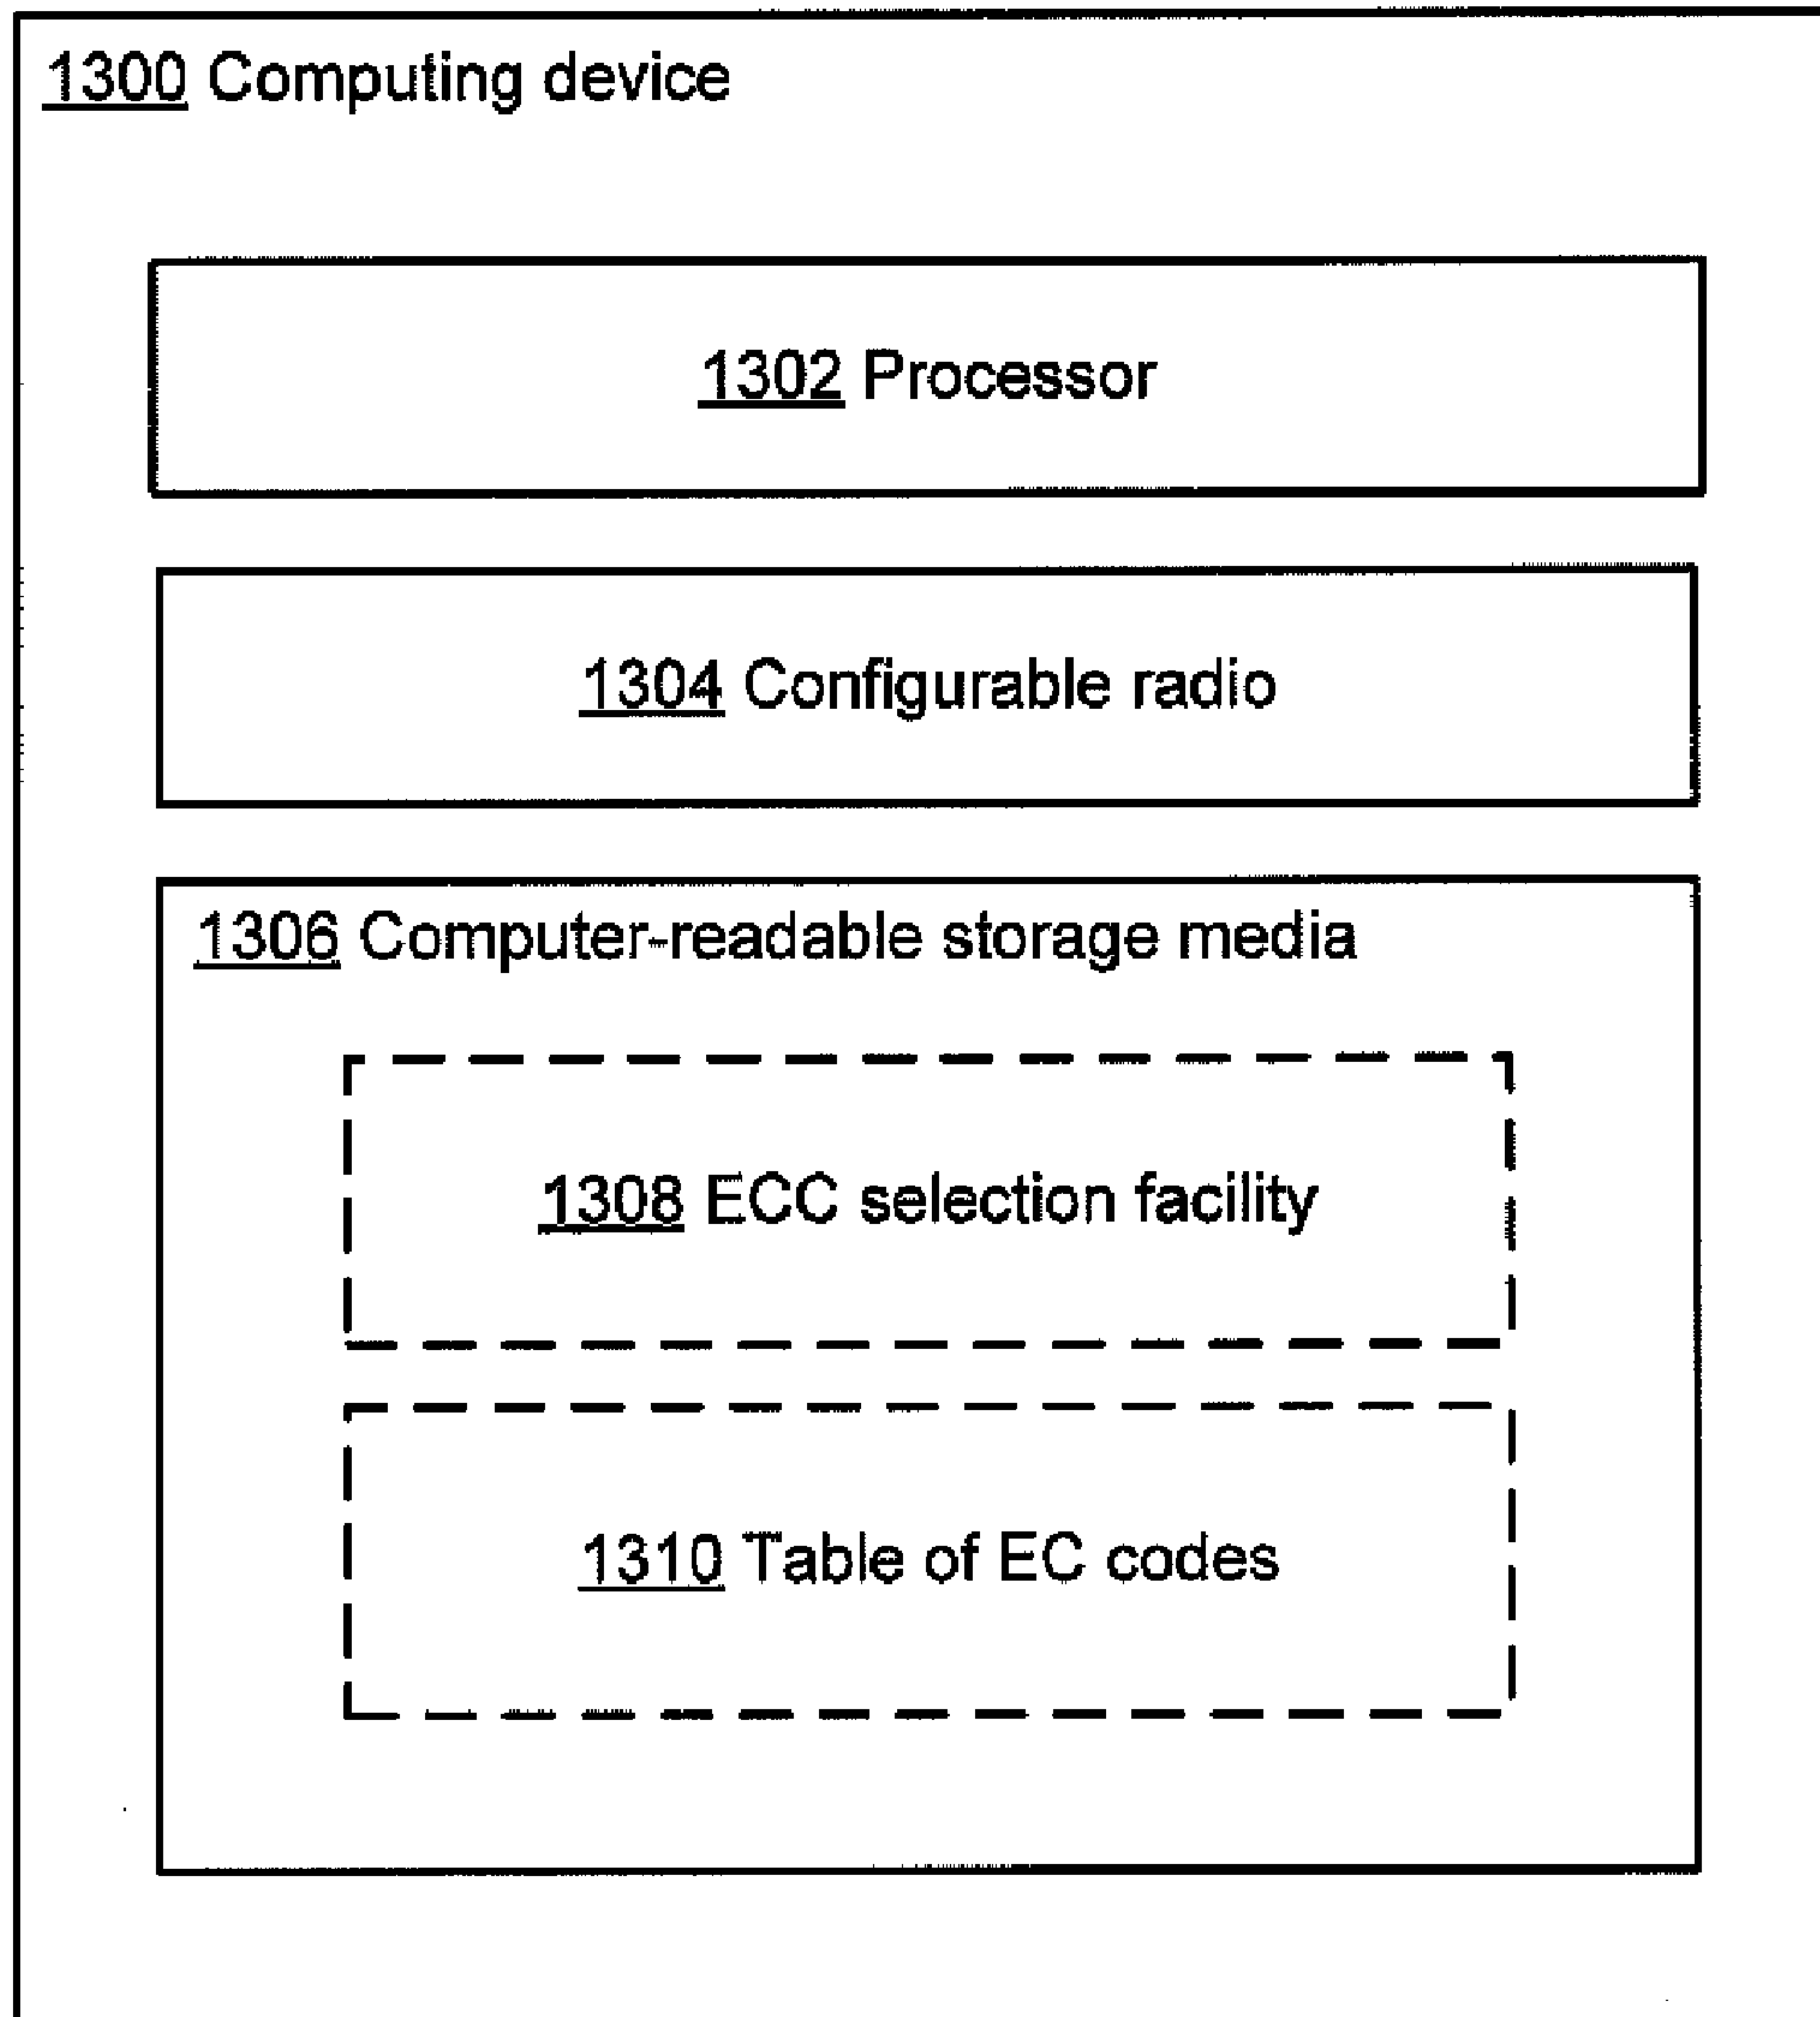 1300 Computing device
1302 Processor
1304 Configurable radio
1306 Computer-readable storage media
1308 ECC selection facility
1310 Table of EC codes